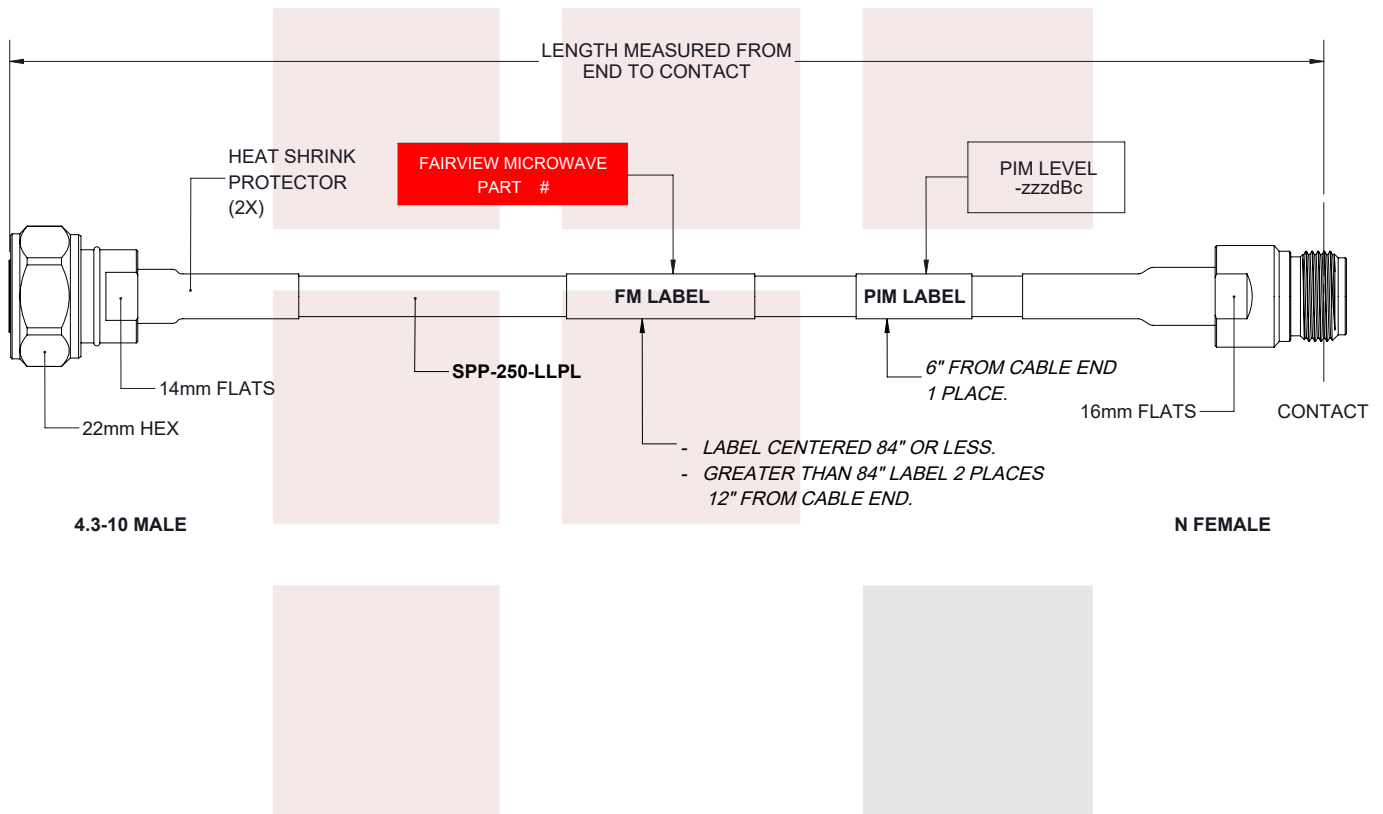 LENGTH MEASURED FROM
END TO CONTACT
HEAT SHRINK
PROTECTOR
(2X)
FAIRVIEW MICROWAVE
PART #
PIM LEVEL
-zzzdBc
FM LABEL
PIM LABEL
SPP-250-LLPL
14mm FLATS
22mm HEX
6" FROM CABLE END
1 PLACE.
16mm FLATS
CONTACT
- LABEL CENTERED 84" OR LESS.
- GREATER THAN 84" LABEL 2 PLACES
12" FROM CABLE END.
4.3-10 MALE
N FEMALE